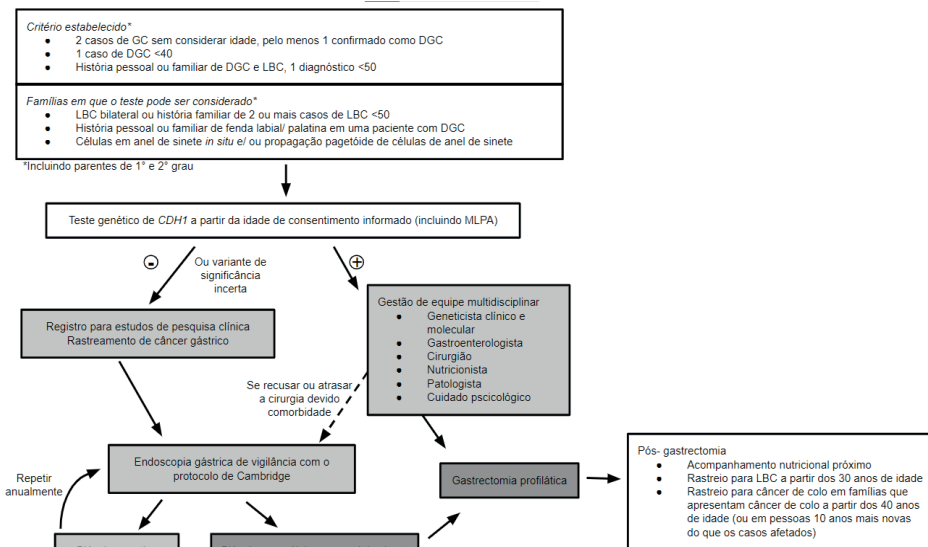 Critério estabelecido*
● 2 casos de GC sem considerar idade, pelo menos 1 confirmado como DGC
● 1 caso de DGC <40
● História pessoal ou familiar de DGC e LBC, 1 diagnóstico <50
Famílias em que o teste pode ser considerado*
● LBC bilateral ou história familiar de 2 ou mais casos de LBC <50
● História pessoal ou familiar de fenda labial/ palatina em uma paciente com DGC
● Células em anel de sinete in situ e/ ou propagação pagetóide de células de anel de sinete
*Incluindo parentes de 1° e 2° grau
Teste genético de CDH1 a partir da idade de consentimento informado (incluindo MLPA)
-
Ou variante de
significância
incerta
+
Registro para estudos de pesquisa clínica
Rastreamento de câncer gástrico
Gestão de equipe multidisciplinar
● Geneticista clínico e
molecular
● Gastroenterologista
● Cirurgião
● Nutricionista
● Patologista
● Cuidado pscicológico
Se recusar ou atrasar
a cirurgia devido
comorbidade
Endoscopia gástrica de vigilância com o
protocolo de Cambridge
Repetir
anualmente
Gastrectomia profilática
Pós- gastrectomia
● Acompanhamento nutricional próximo
● Rastreio para LBC a partir dos 30 anos de idade
● Rastreio para câncer de colo em famílias que
apresentam câncer de colo a partir dos 40 anos
de idade (ou em pessoas 10 anos mais novas
do que os casos afetados)